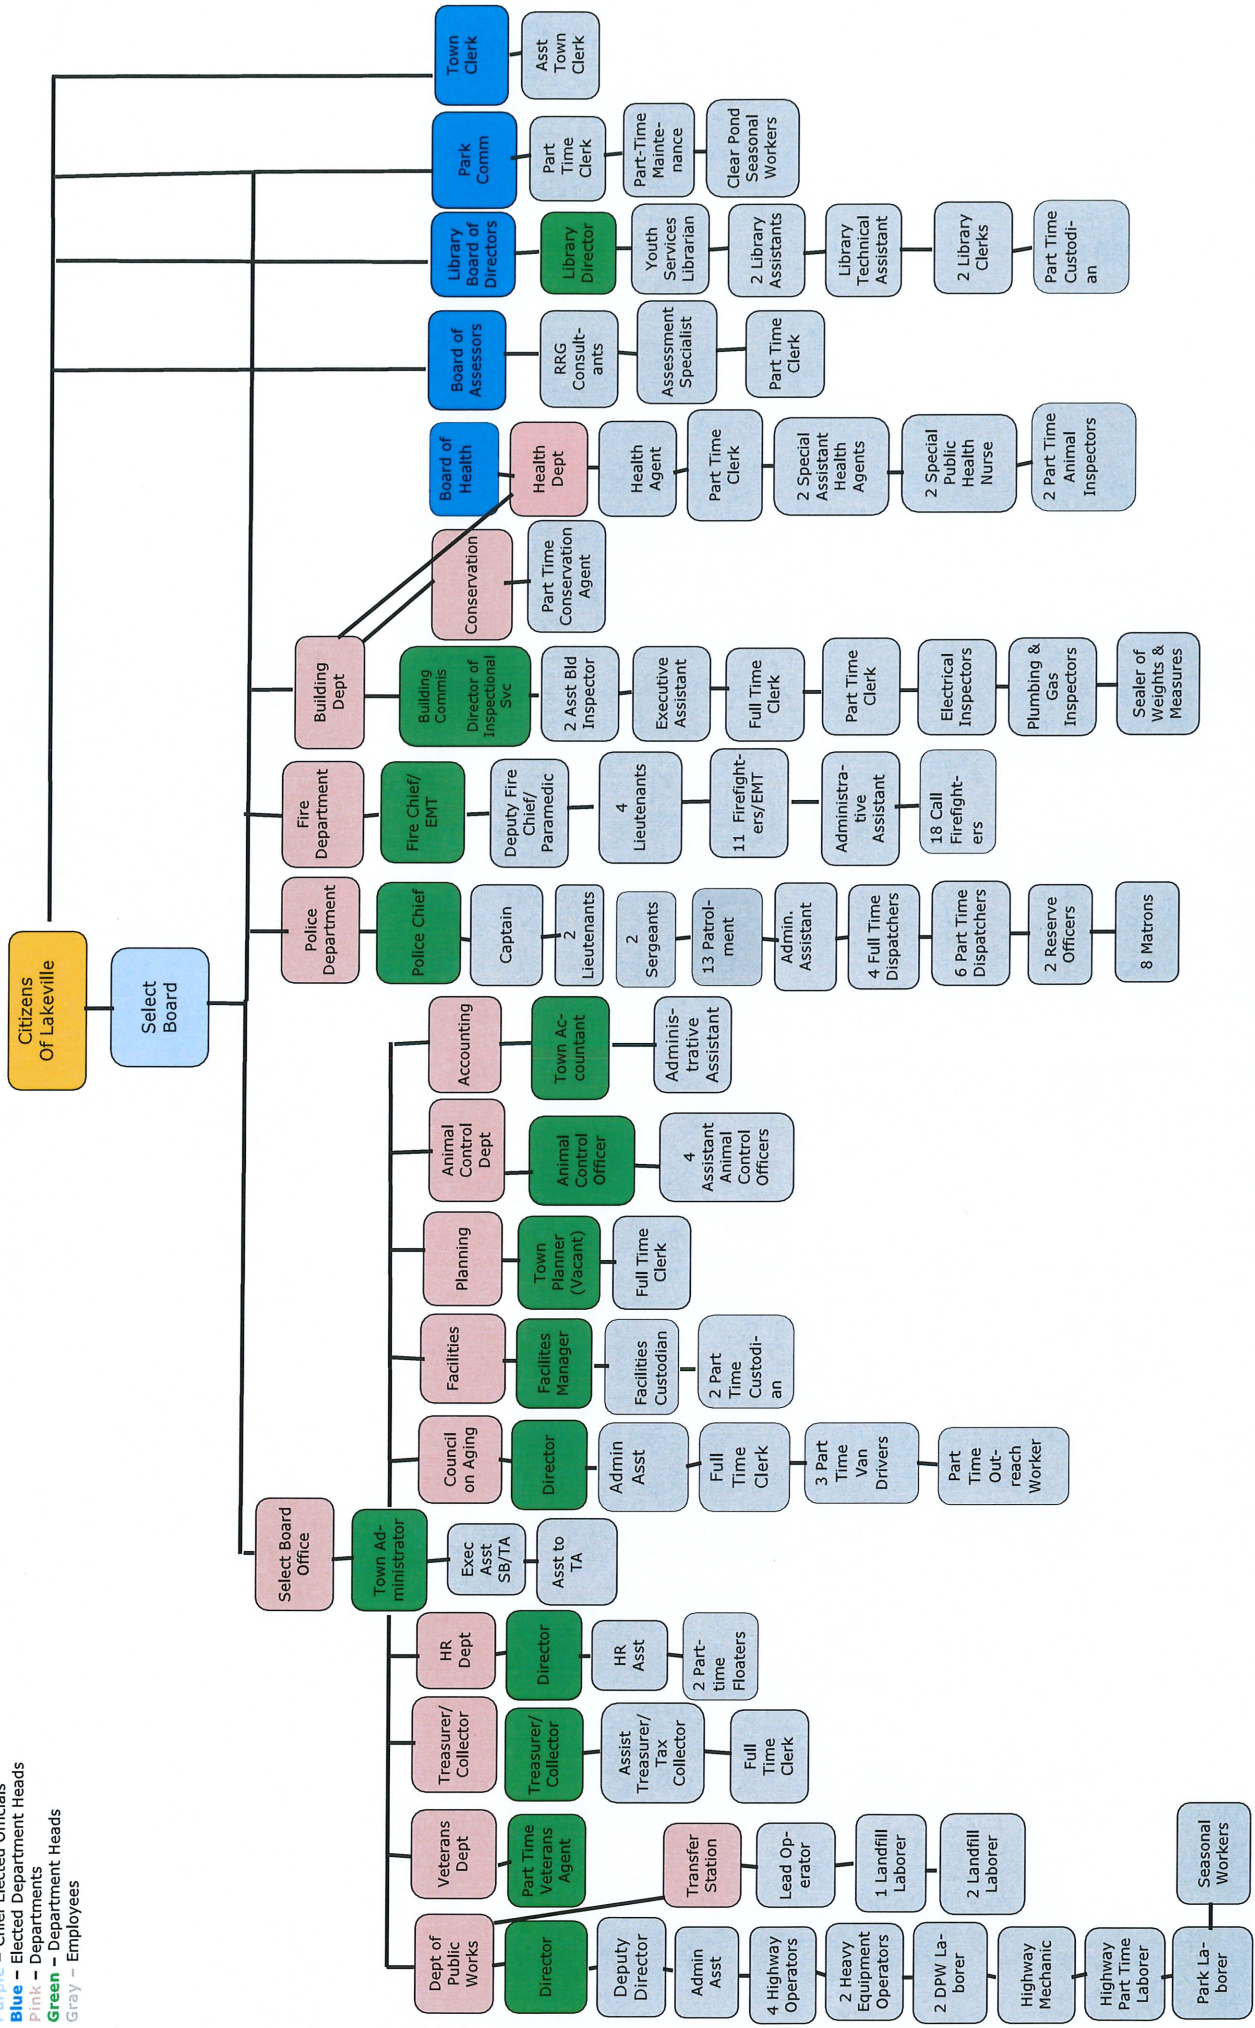 Citizens
Of Lakeville
Select
Board
Chief Elected Officials
Blue – Elected Department Heads
Pink – Departments
Green – Department Heads
Gray – Employees
Dept of
Public
Works
Director
Deputy
Director
Admin
Asst
4 Highway
Operators
2 Heavy
Equipment
Operators
2 DPW La-
borer
Highway
Mechanic
Highway
Part Time
Laborer
Park La-
borer
Seasonal
Workers
Transfer
Station
Lead Op-
erator
1 Landfill
Laborer
2 Landfill
Laborer
Veterans
Dept
Part Time
Veterans
Agent
Treasurer/
Collector
Treasurer/
Collector
Assist
Treasurer/
Tax
Collector
Full
Time
Clerk
HR
Dept
Director
HR
Asst
2 Part-
time
Floaters
Select Board
Office
Town Ad-
ministrator
Exec
Asst
SB/TA
Asst to
TA
Council
on Aging
Director
Admin
Asst
Full
Time
Clerk
3 Part
Time
Van
Drivers
Part
Time
Out-
reach
Worker
Facilities
Facilites
Manager
Facilities
Custodian
2 Part
Time
Custodi-
an
Planning
Town
Planner
(Vacant)
Full Time
Clerk
Animal
Control
Dept
Animal
Control
Officer
4
Assistant
Animal
Control
Officers
Accounting
Town Ac-
countant
Adminis-
trative
Assistant
Police
Department
Police Chief
Captain
2
Lieutenants
2
Sergeants
13 Patrol-
ment
Admin.
Assistant
4 Full Time
Dispatchers
6 Part Time
Dispatchers
2 Reserve
Officers
8 Matrons
Fire
Department
Fire Chief/
EMT
Deputy Fire
Chief/
Paramedic
4
Lieutenants
11 Firefight-
ers/EMT
Administra-
tive
Assistant
18 Call
Firefight-
ers
Building
Dept
Building
Commis
Director of
Inspectional
Svc
2 Asst Bld
Inspector
Executive
Assistant
Full Time
Clerk
Part Time
Clerk
Electrical
Inspectors
Plumbing &
Gas
Inspectors
Sealer of
Weights &
Measures
Conservation
Part Time
Conservation
Agent
Board of
Health
Health
Dept
Health
Agent
Part Time
Clerk
2 Special
Assistant
Health
Agents
2 Special
Public
Health
Nurse
2 Part Time
Animal
Inspectors
Board of
Assessors
RRG
Consult-
ants
Assessment
Specialist
Part Time
Clerk
Library
Board of
Directors
Library
Director
Youth
Services
Librarian
2 Library
Assistants
Library
Technical
Assistant
2 Library
Clerks
Part Time
Custodi-
an
Park
Comm
Part
Time
Clerk
Part-Time
Mainte-
nance
Clear Pond
Seasonal
Workers
Town
Clerk
Asst
Town
Clerk